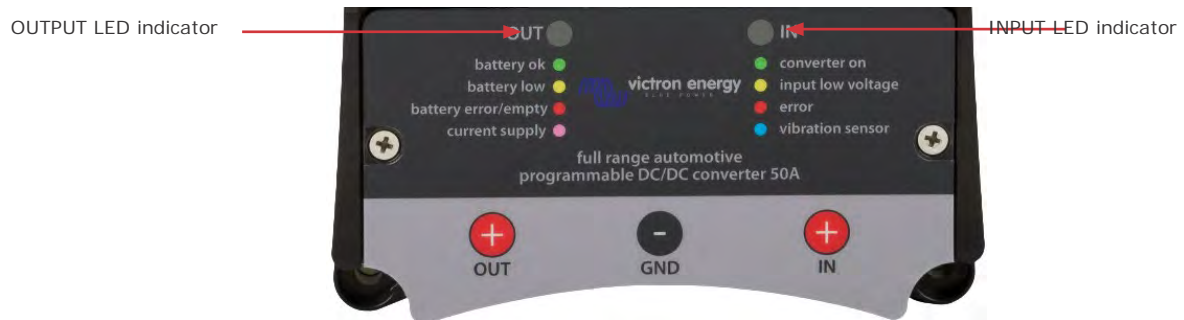 OUTPUT LED indicator
INPUT LED indicator
OUT
IN
battery ok
battery low
battery error/empty
current supply
victron energy
BLUE POWER
converter on
input low voltage
error
vibration sensor
full range automotive
programmable DC/DC converter 50A
+
-
+
OUT
GND
IN